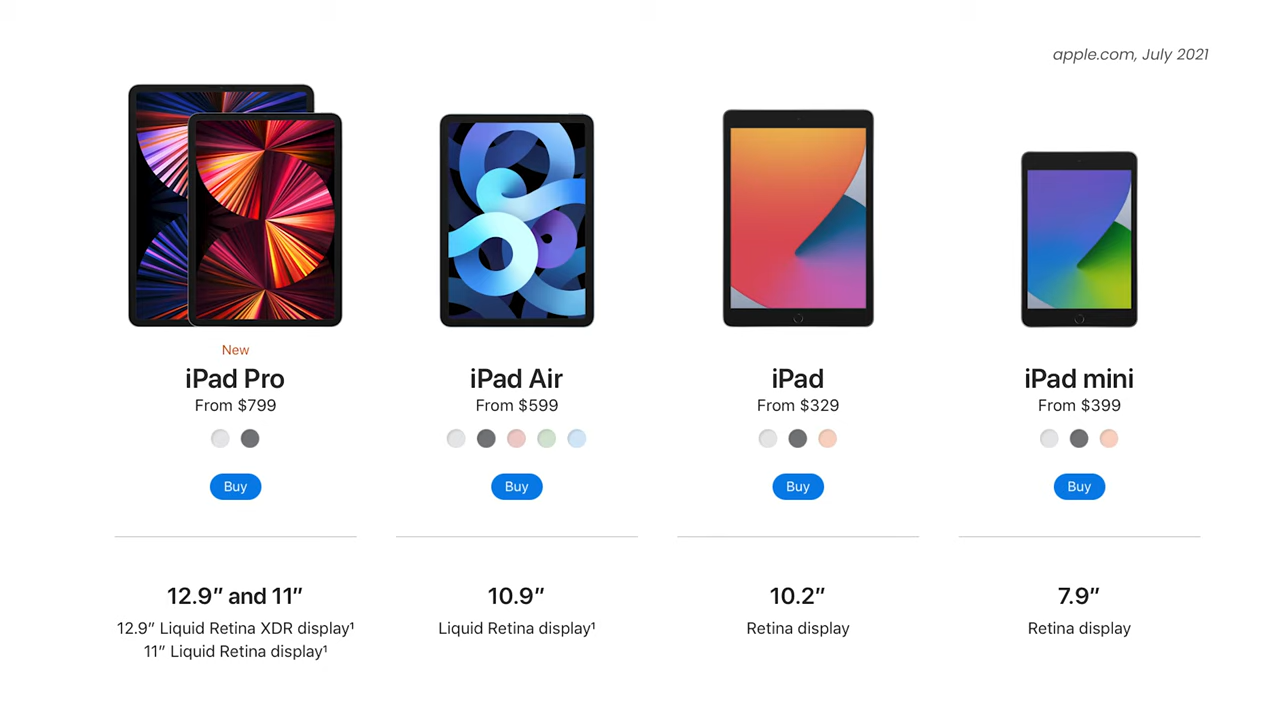 apple.com, July 2021
New
iPad Pro
From $799
Buy
12.9″ and 11″
12.9″ Liquid Retina XDR display¹
11″ Liquid Retina display¹
iPad Air
From $599
Buy
10.9″
Liquid Retina display¹
iPad
From $329
Buy
10.2″
Retina display
iPad mini
From $399
Buy
7.9″
Retina display